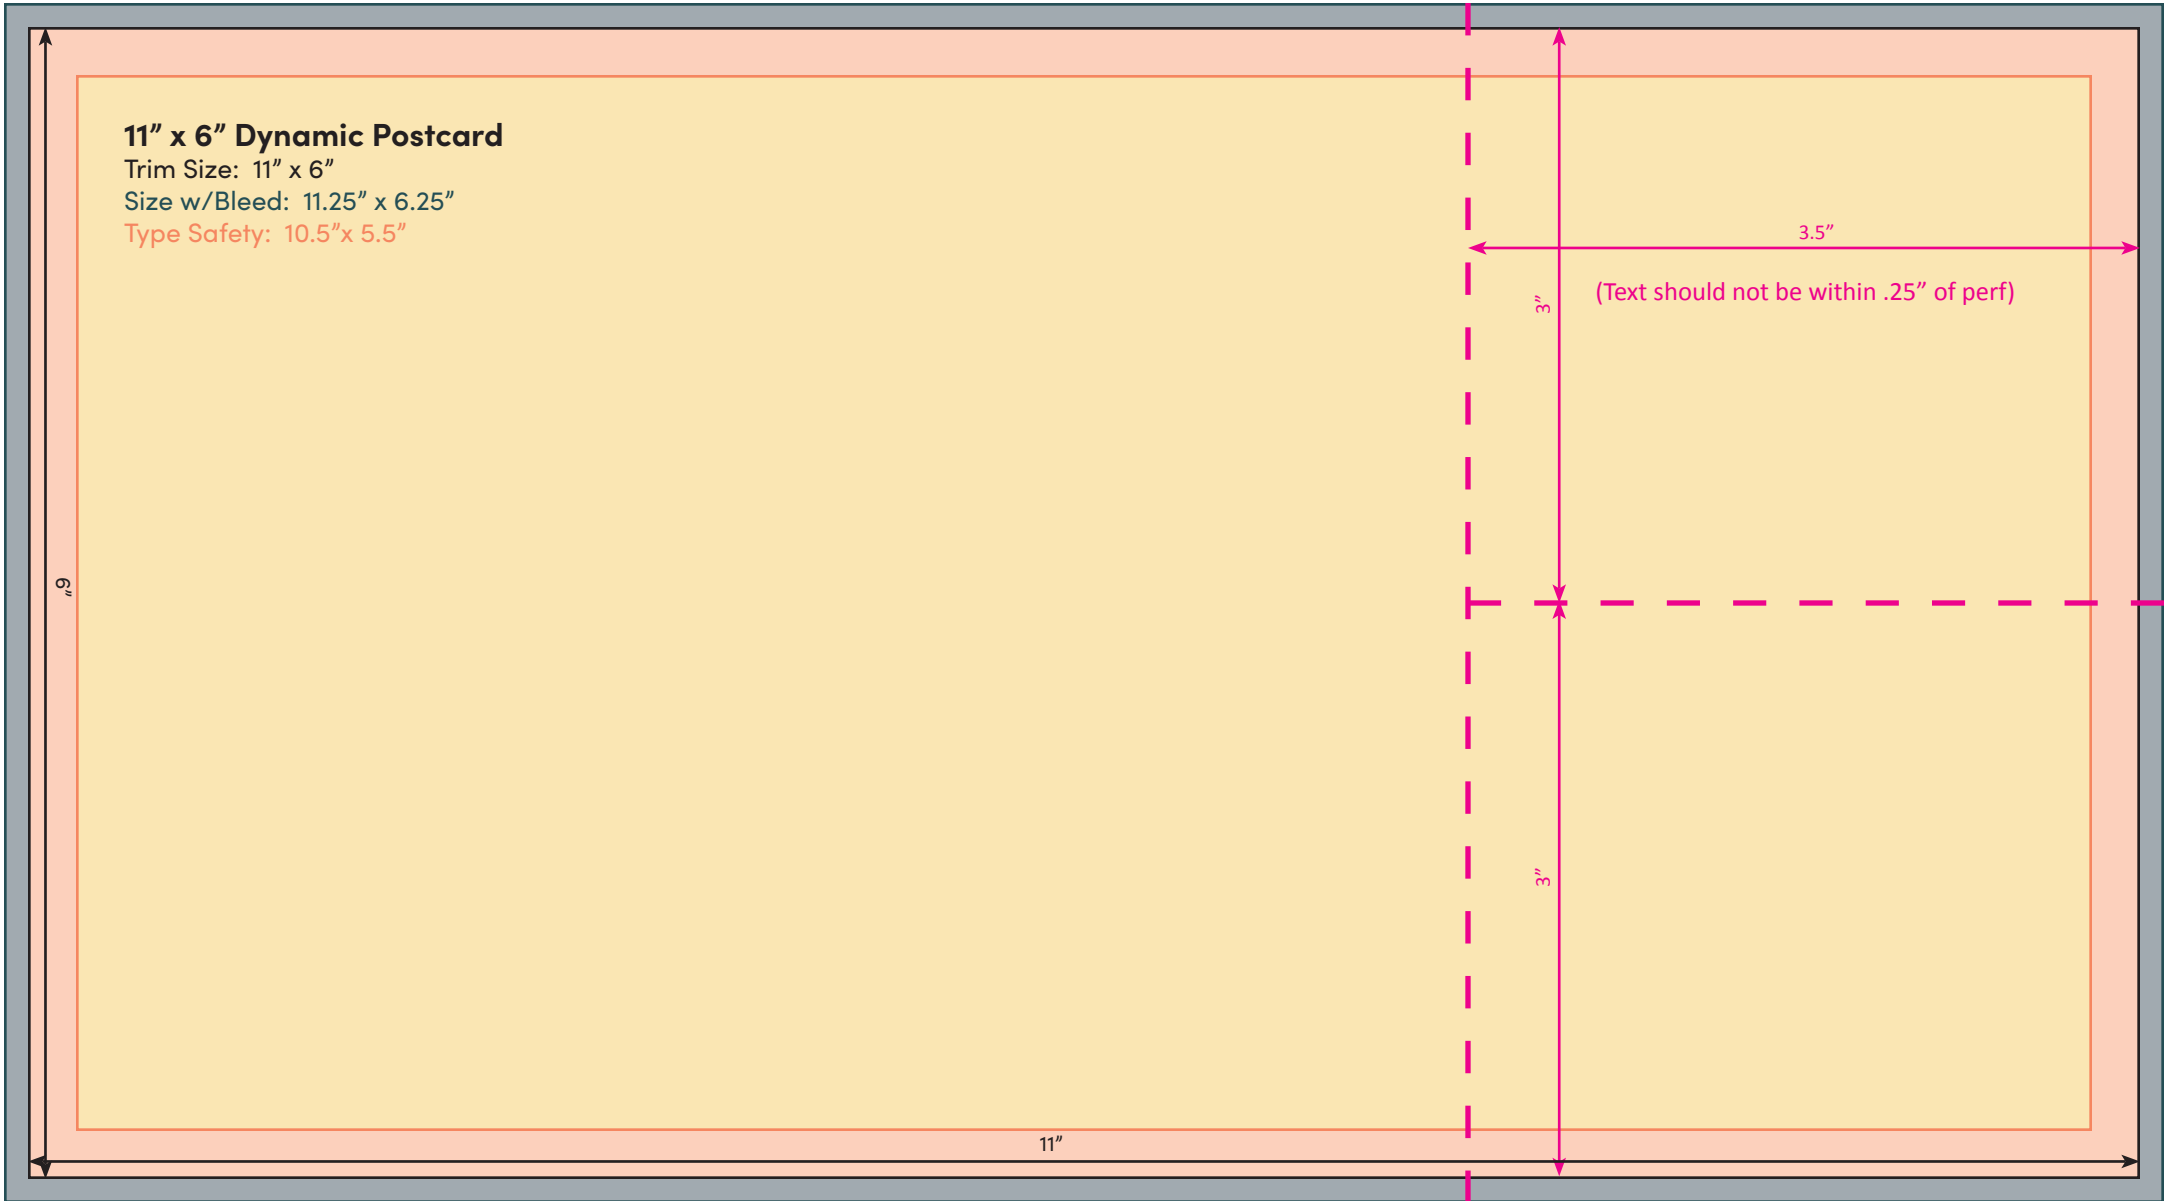 11” x 6” Dynamic Postcard
Trim Size:  11” x 6”
Size w/Bleed:  11.25” x 6.25”
Type Safety:  10.5”x 5.5”
3.5”
(Text should not be within .25” of perf)
3”
6”
3”
11”